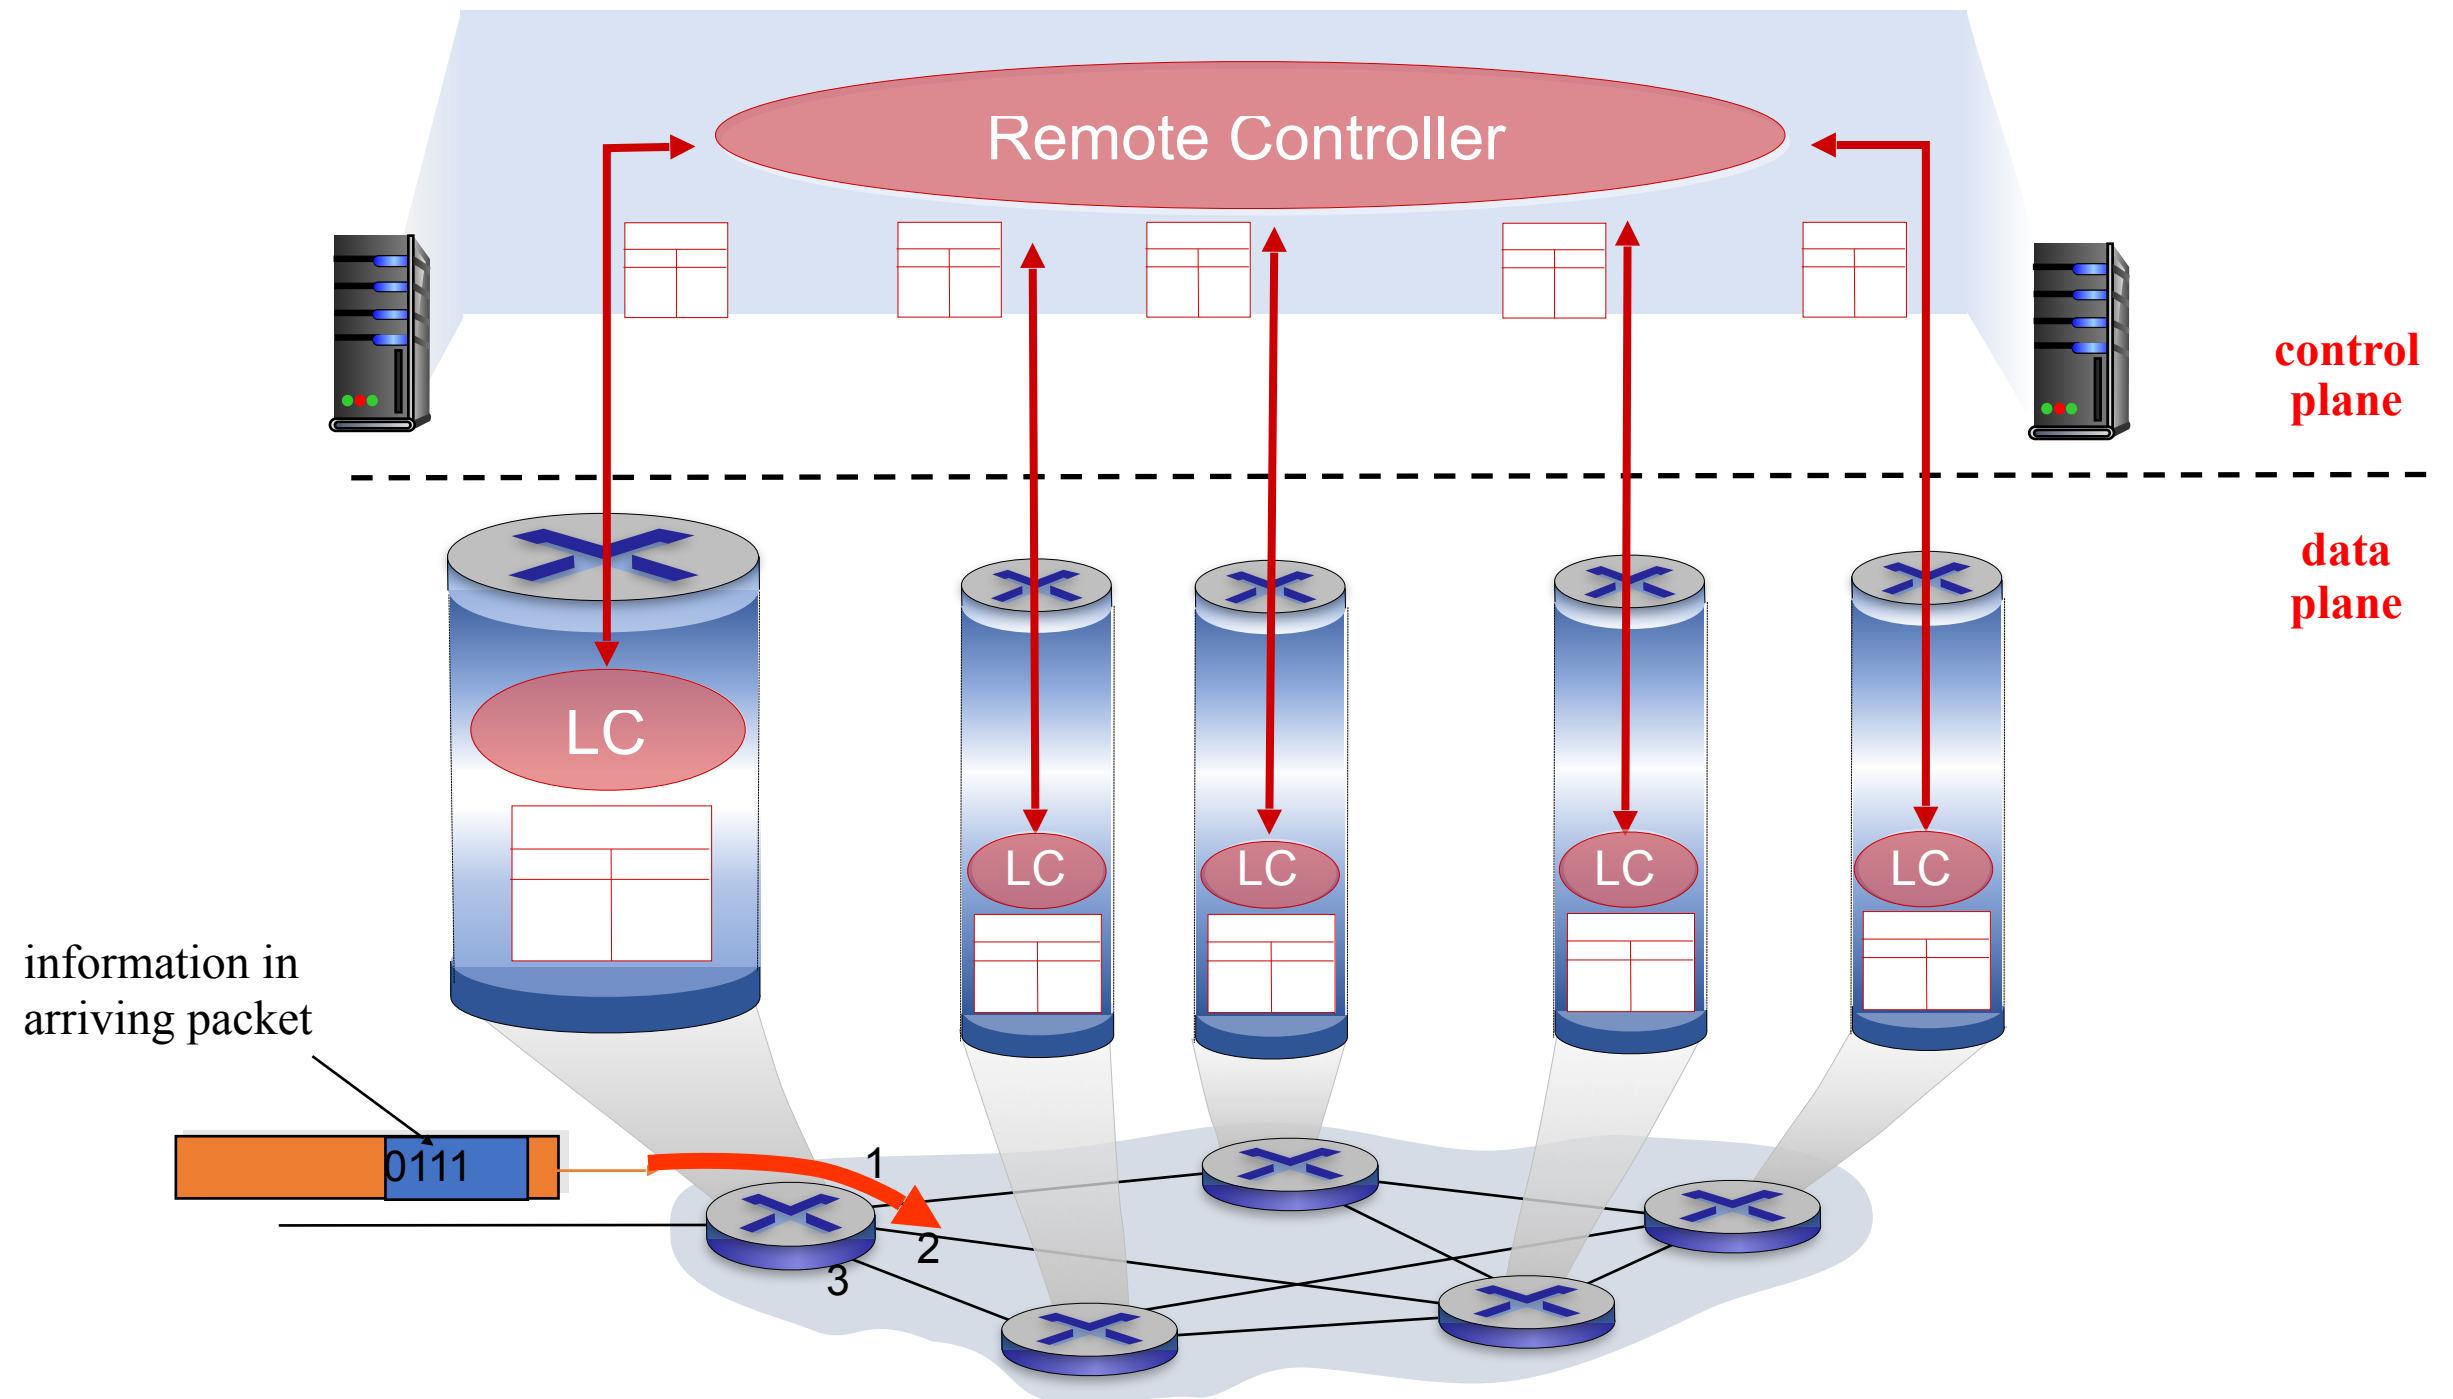 Remote Controller
control
plane
data
plane
LC
LC
LC
LC
LC
information in
arriving packet
0111
1
2
3